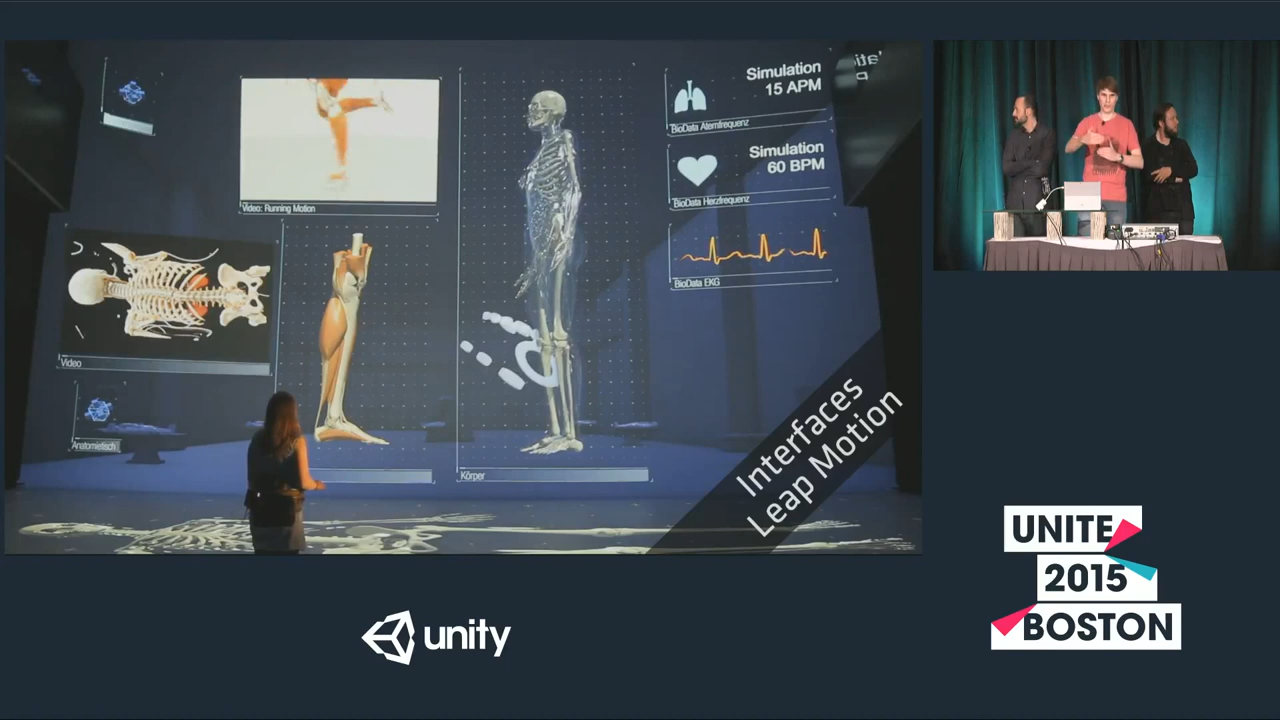 Simulation
15 APM
BioData Atemfrequenz
Simulation
60 BPM
BioData Herzfrequenz
BioData EKG
Video: Running Motion
Video
Anatomietisch
Körper
Interfaces
Leap Motion
unity
UNITE
2015
BOSTON